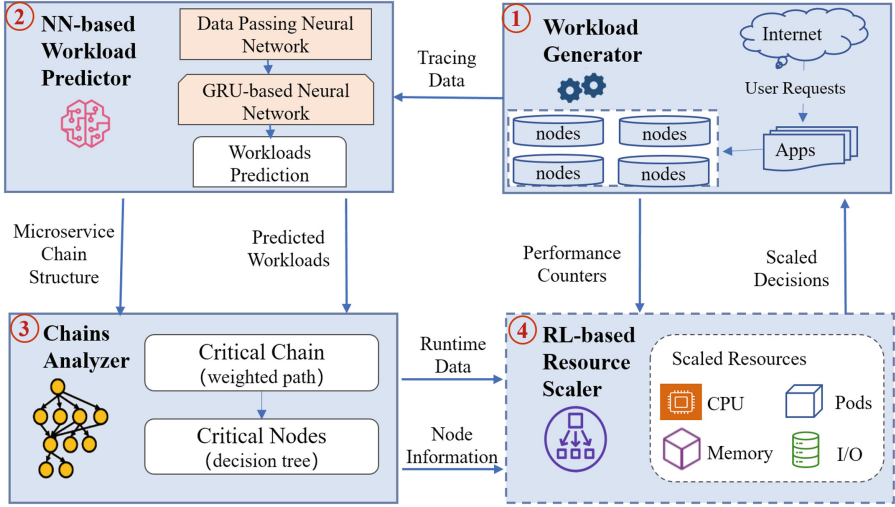 2
NN-based
Workload
Predictor
Data Passing Neural
Network
GRU-based Neural
Network
Workloads
Prediction
Tracing
Data
1
Workload
Generator
Internet
User Requests
Apps
nodes
nodes
nodes
nodes
Microservice
Chain
Structure
Predicted
Workloads
Performance
Counters
Scaled
Decisions
3
Chains
Analyzer
Critical Chain
(weighted path)
Critical Nodes
(decision tree)
Runtime
Data
Node
Information
4
RL-based
Resource
Scaler
Scaled Resources
CPU
Pods
Memory
I/O